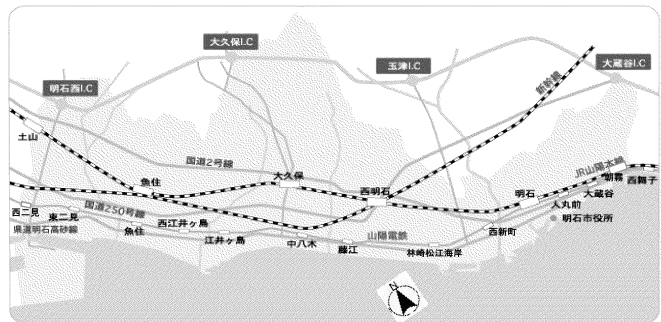 大久保I.C
大蔵谷I.C
玉津I.C
明石西I.C
新幹線
土山
国道2号線
JR山陽本線
大久保
朝霧
西舞子
魚住
西明石
明石
大蔵谷
人丸前
西二見
東二見
国道250号線
明石市役所
西江井ヶ島
県道明石高砂線
魚住
江井ヶ島
山陽電鉄
西新町
中八木
藤江
林崎松江海岸
N